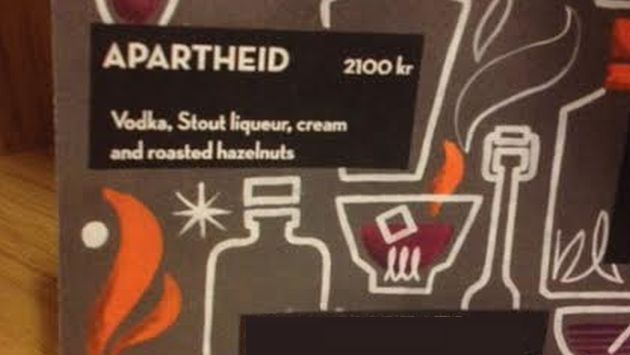 APARTHEID 2100 kr
Vodka, Stout liqueur, cream
and roasted hazelnuts